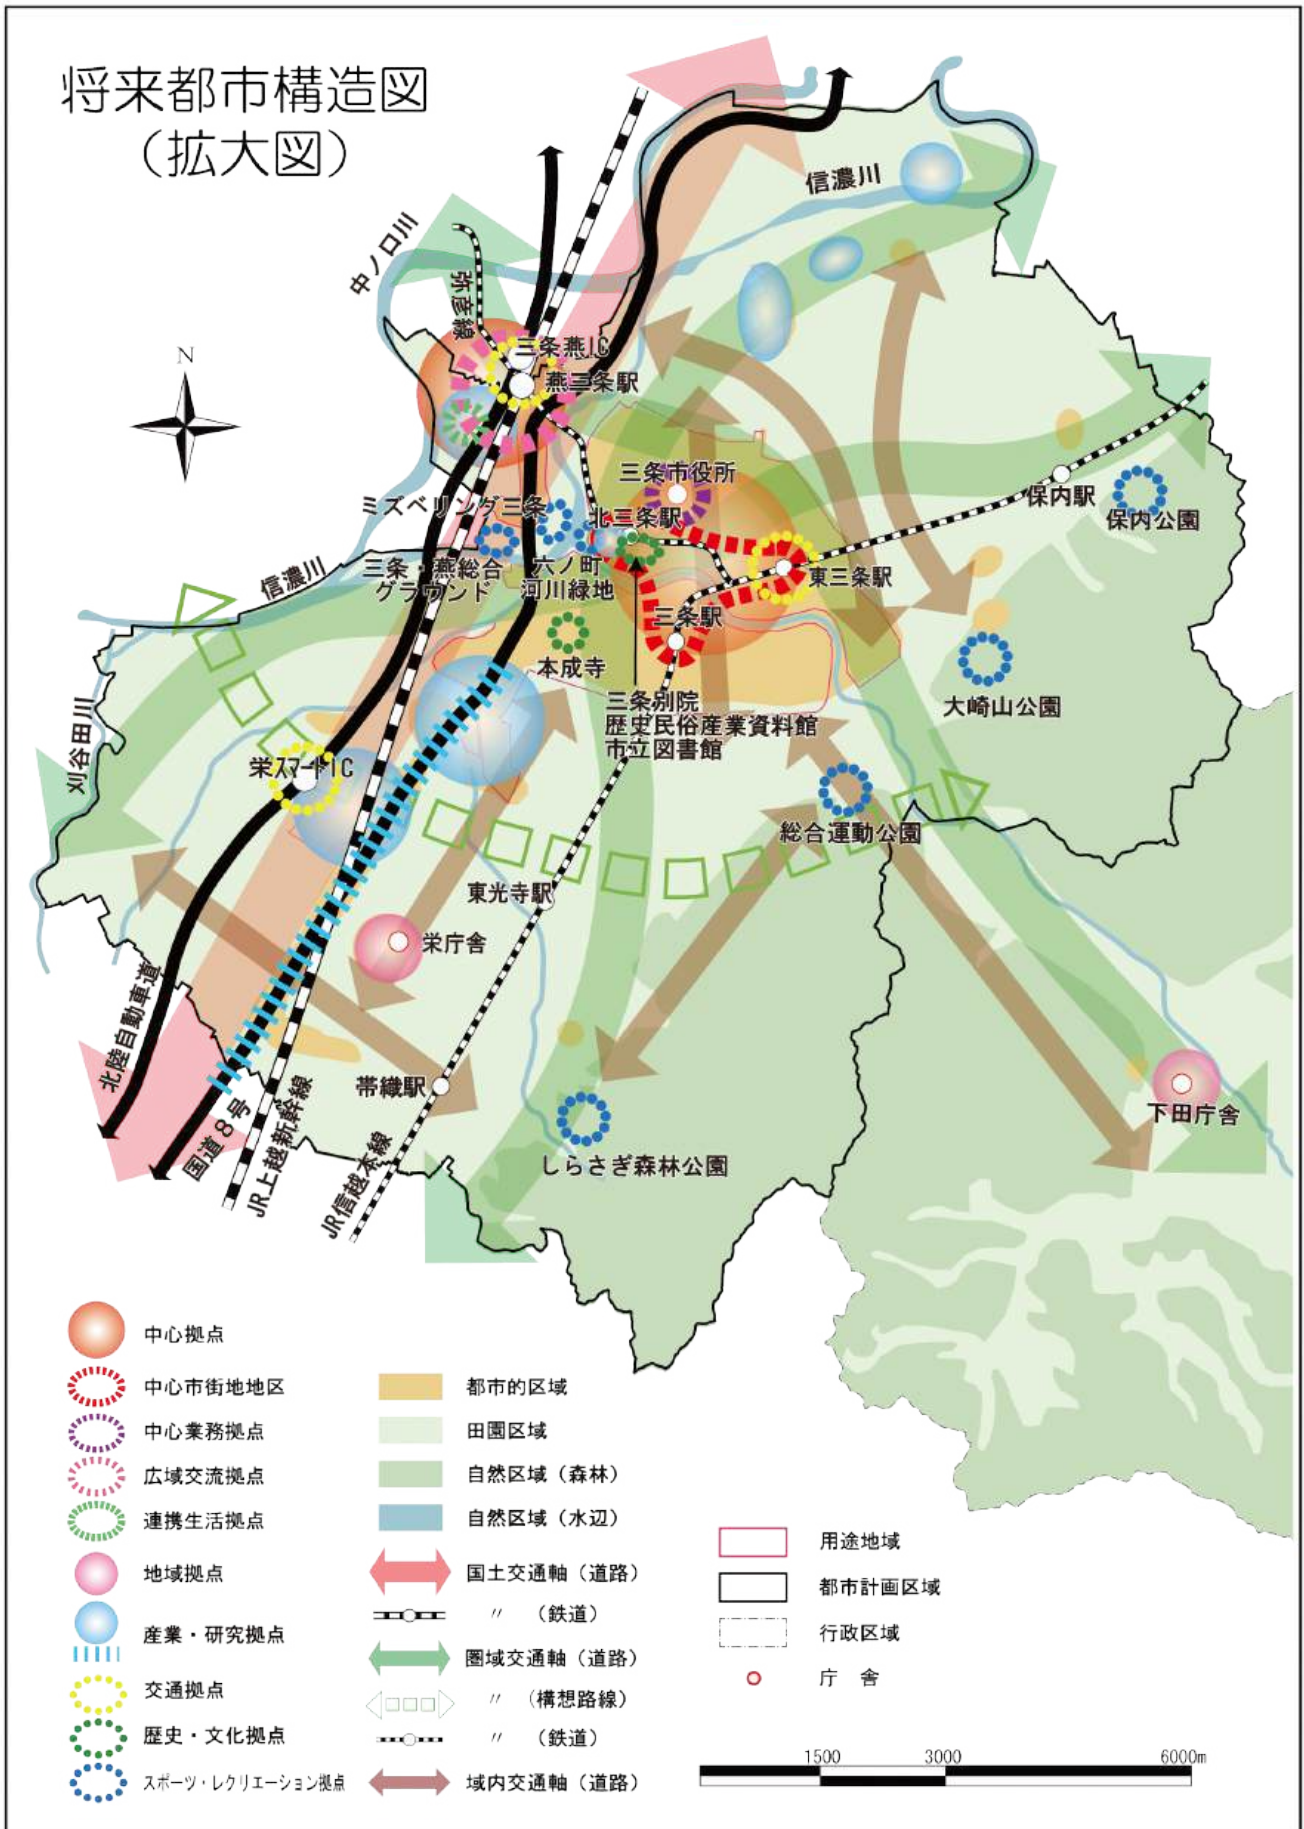 将来都市構造図
（拡大図）
信濃川
中ノ口川
弥彦線
N
三条燕IC
燕三条駅
三条市役所
ミズベリング三条
北三条駅
保内駅
保内公園
信濃川
三条・燕総合
グラウンド
六ノ町
河川緑地
東三条駅
三条駅
本成寺
大崎山公園
三条別院
歴史民俗産業資料館
市立図書館
刈谷田川
栄スマートIC
総合運動公園
東光寺駅
栄庁舎
北陸自動車道
帯織駅
下田庁舎
国道8号
JR上越新幹線
JR信越本線
しらさぎ森林公園
中心拠点
中心市街地地区
中心業務拠点
広域交流拠点
連携生活拠点
地域拠点
産業・研究拠点
交通拠点
歴史・文化拠点
スポーツ・レクリエーション拠点
都市的区域
田園区域
自然区域（森林）
自然区域（水辺）
国土交通軸（道路）
〃　（鉄道）
圏域交通軸（道路）
〃　（構想路線）
〃　（鉄道）
域内交通軸（道路）
用途地域
都市計画区域
行政区域
庁　舎
1500 3000 6000m